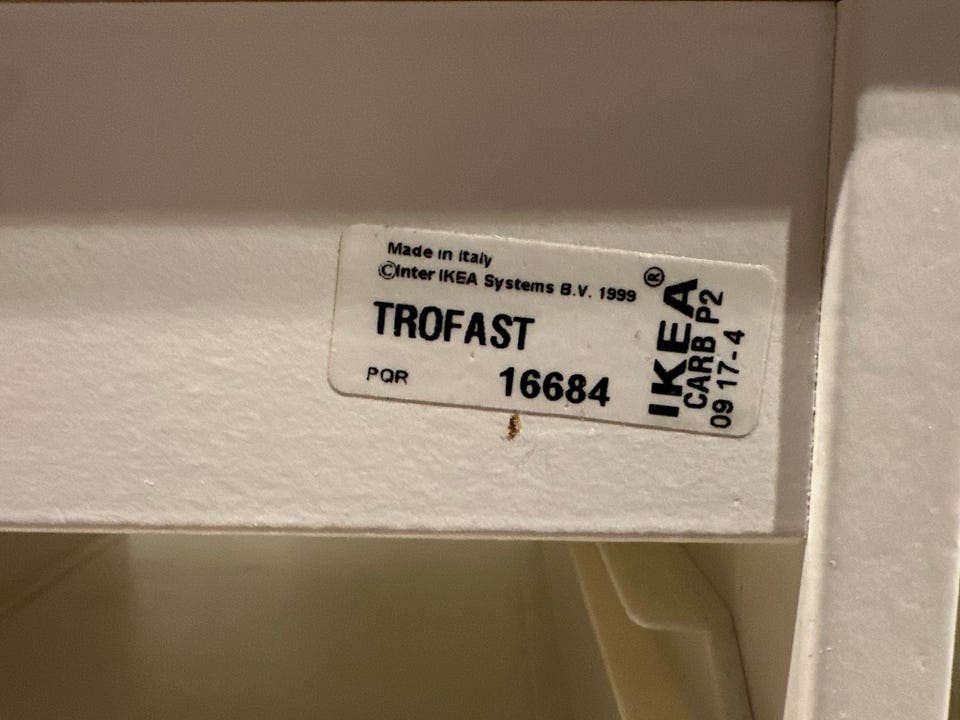 Made in Italy
©Inter IKEA Systems B.V. 1999
TROFAST
PQR 16684
IKEA®
CARB P2
09 17-4